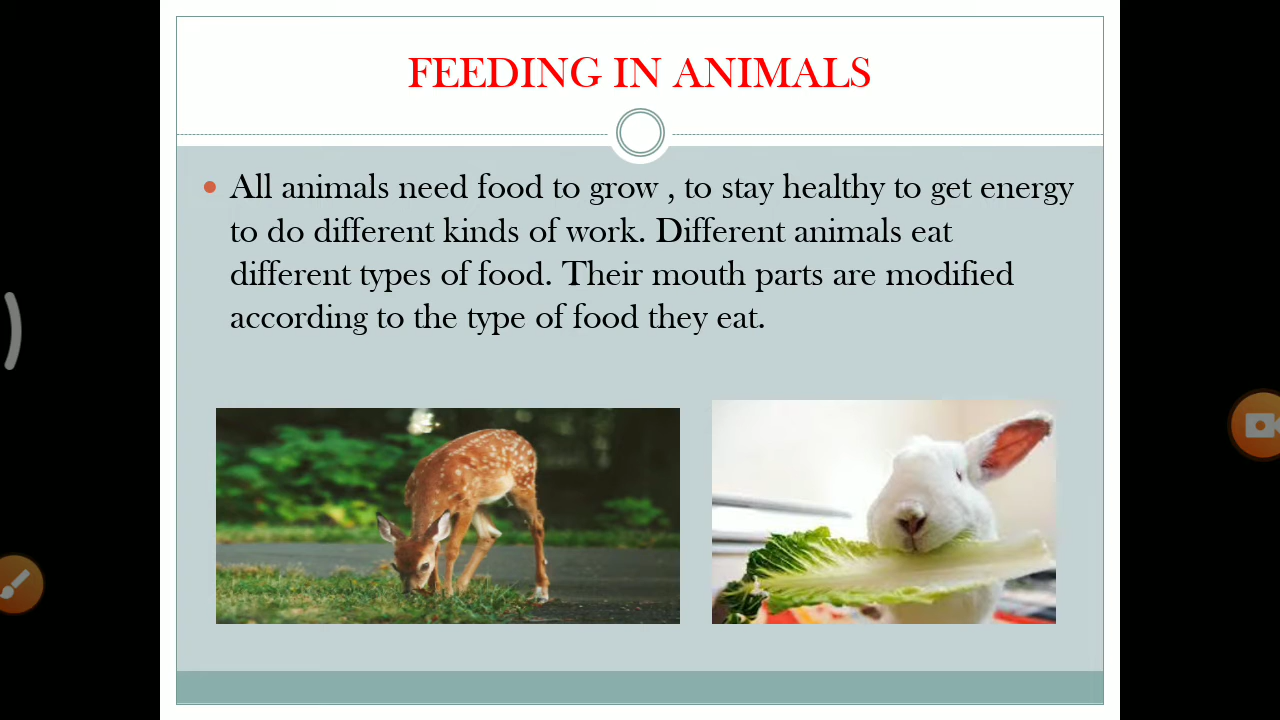 FEEDING IN ANIMALS
All animals need food to grow , to stay healthy to get energy
to do different kinds of work. Different animals eat
different types of food. Their mouth parts are modified
according to the type of food they eat.